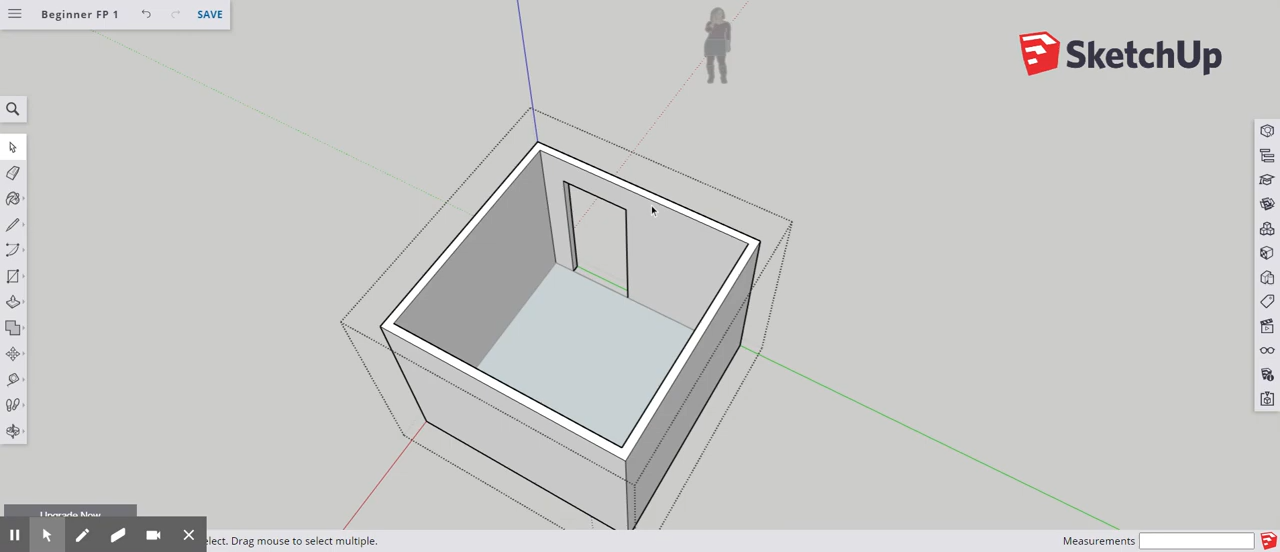 Beginner FP 1
SAVE
SketchUp
Upgrade Now
elect. Drag mouse to select multiple.
Measurements